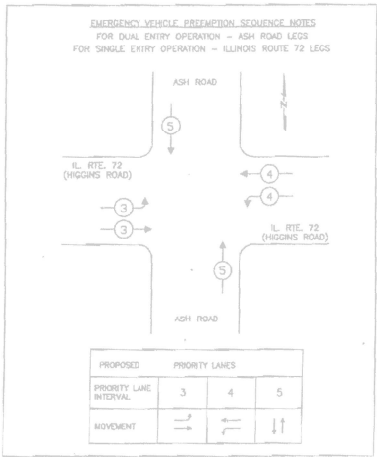 EMERGENCY VEHICLE PREEMPTION SEQUENCE NOTES
FOR DUAL ENTRY OPERATION - ASH ROAD LEGS
FOR SINGLE ENTRY OPERATION - ILLINOIS ROUTE 72 LEGS
ASH ROAD
N
5
IL. RTE. 72
(HIGGINS ROAD)
4
4
3
3
IL. RTE. 72
(HIGGINS ROAD)
5
ASH ROAD
PROPOSED PRIORITY LANES
PRIORITY LANE
INTERVAL 3 4 5
MOVEMENT